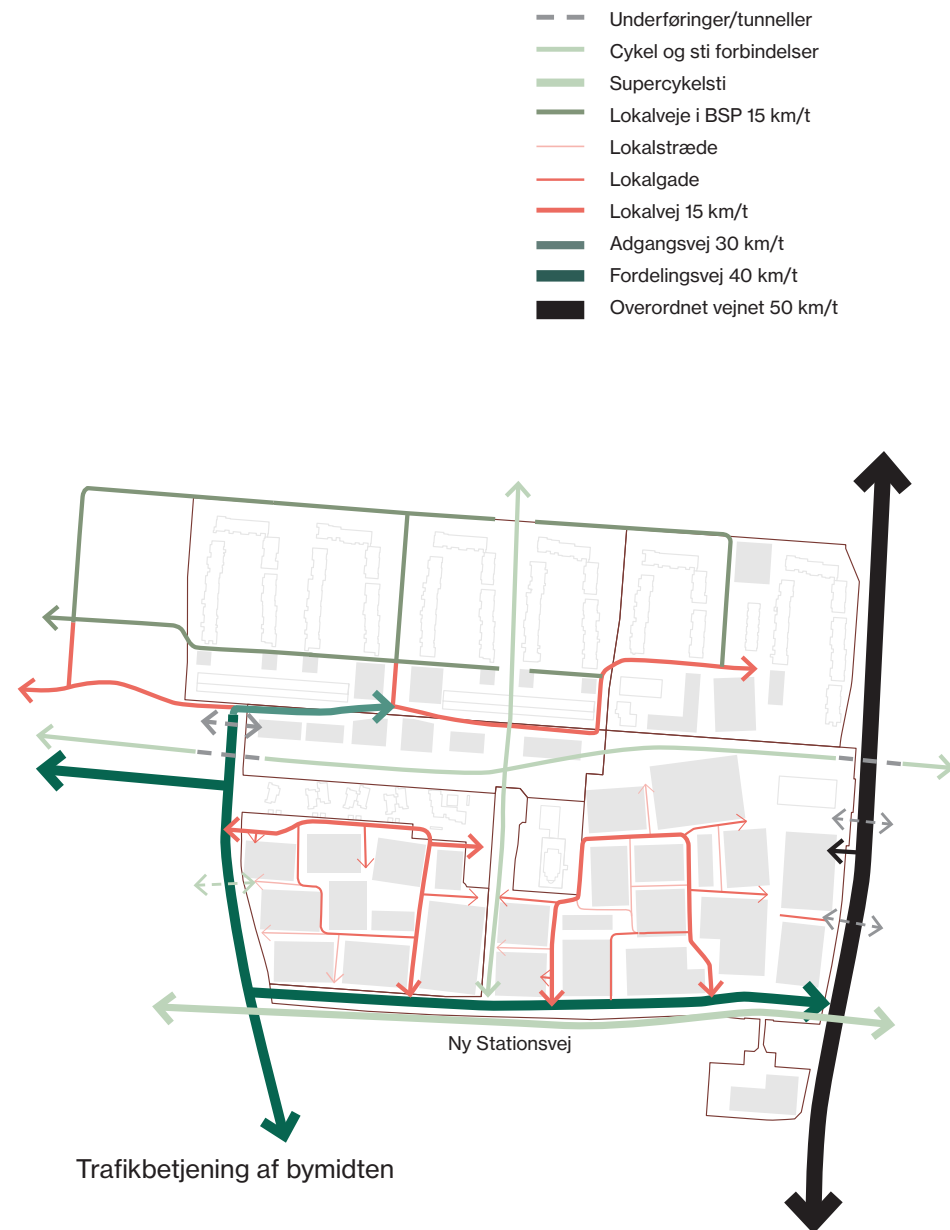 Underføringer/tunneller
Cykel og sti forbindelser
Supercykelsti
Lokalveje i BSP 15 km/t
Lokalstræde
Lokalgade
Lokalvej 15 km/t
Adgangsvej 30 km/t
Fordelingsvej 40 km/t
Overordnet vejnet 50 km/t
Ny Stationsvej
Trafikbetjening af bymidten